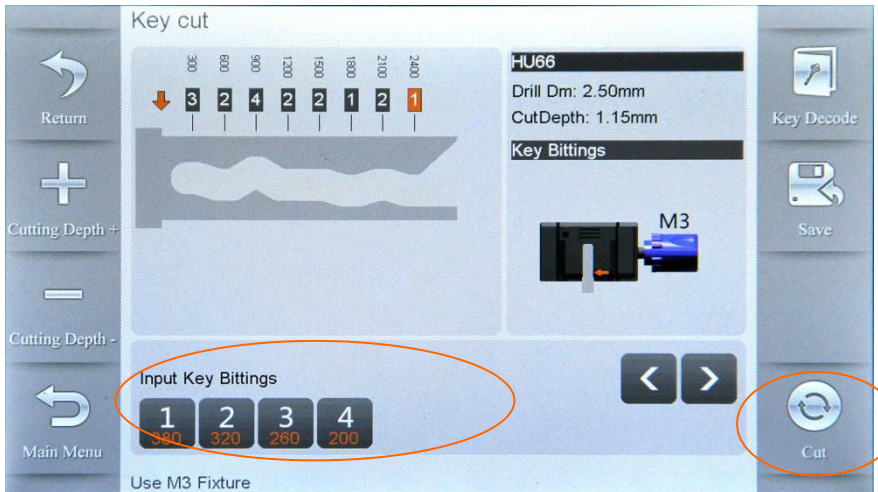 Key cut
300 600 900 1200 1500 1800 2100 2400
3 2 4 2 2 1 2 1
HU66
Drill Dm: 2.50mm
CutDepth: 1.15mm
Key Bittings
M3
Return
Cutting Depth +
Cutting Depth -
Main Menu
Input Key Bittings
1 2 3 4
380 320 260 200
Use M3 Fixture
Key Decode
Save
Cut